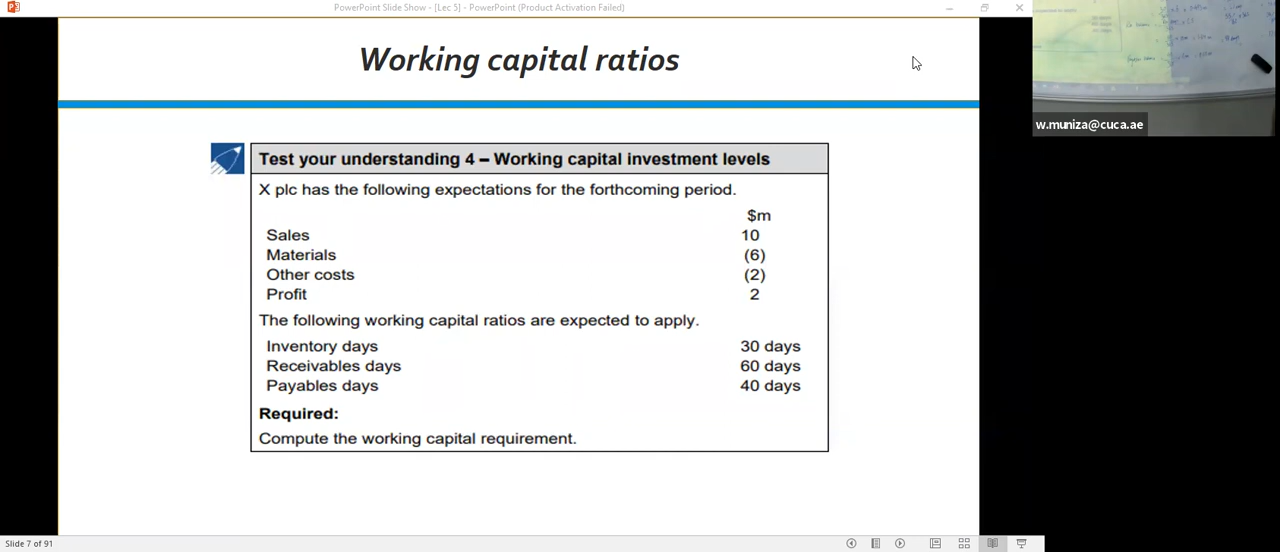 PowerPoint Slide Show - [Lec 5] - PowerPoint (Product Activation Failed)
Working capital ratios
w.muniza@cuca.ae
Test your understanding 4 – Working capital investment levels
X plc has the following expectations for the forthcoming period.
$m
Sales 10
Materials (6)
Other costs (2)
Profit 2
The following working capital ratios are expected to apply.
Inventory days 30 days
Receivables days 60 days
Payables days 40 days
Required:
Compute the working capital requirement.
Slide 7 of 91